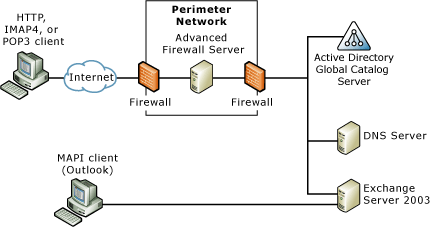 HTTP,
IMAP4, or
POP3 client
Internet
Firewall
Perimeter
Network
Advanced
Firewall Server
Firewall
Active Directory
Global Catalog
Server
DNS Server
MAPI client
(Outlook)
Exchange
Server 2003